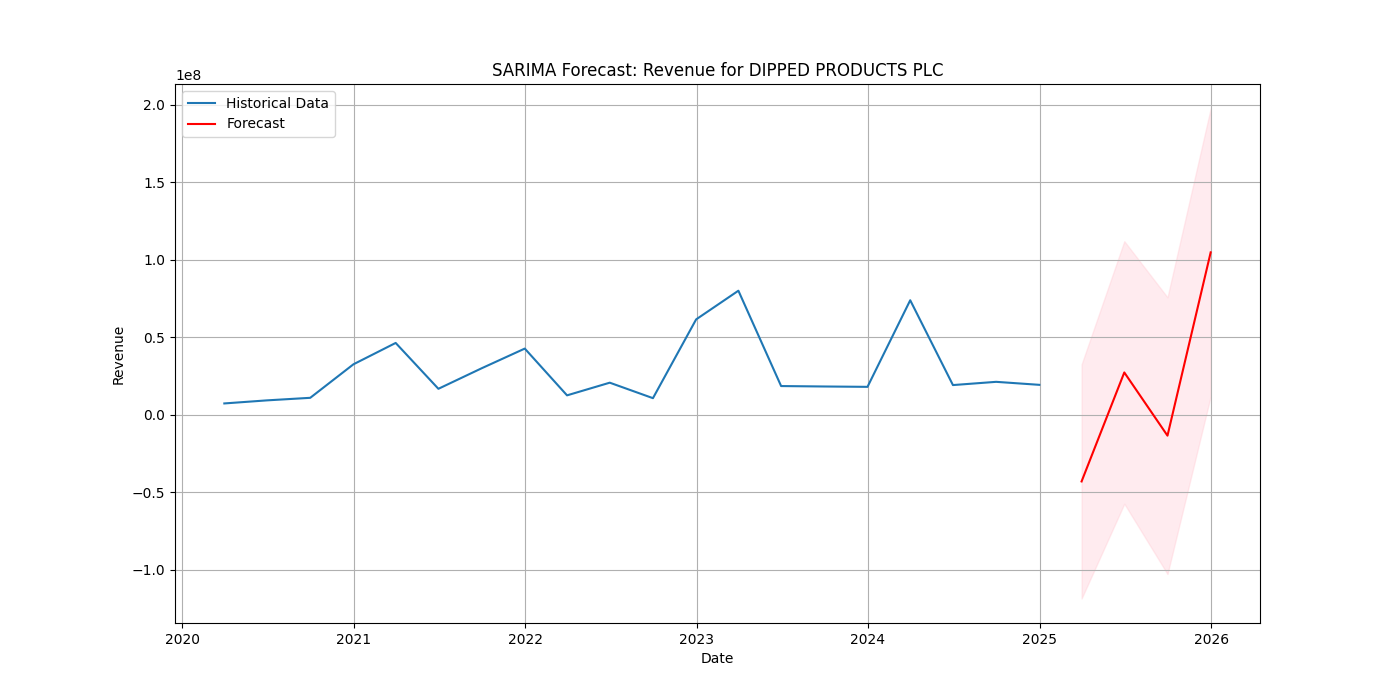 SARIMA Forecast: Revenue for DIPPED PRODUCTS PLC
1e8
Historical Data
Forecast
2.0
1.5
1.0
0.5
0.0
−0.5
−1.0
Revenue
2020 2021 2022 2023 2024 2025 2026
Date